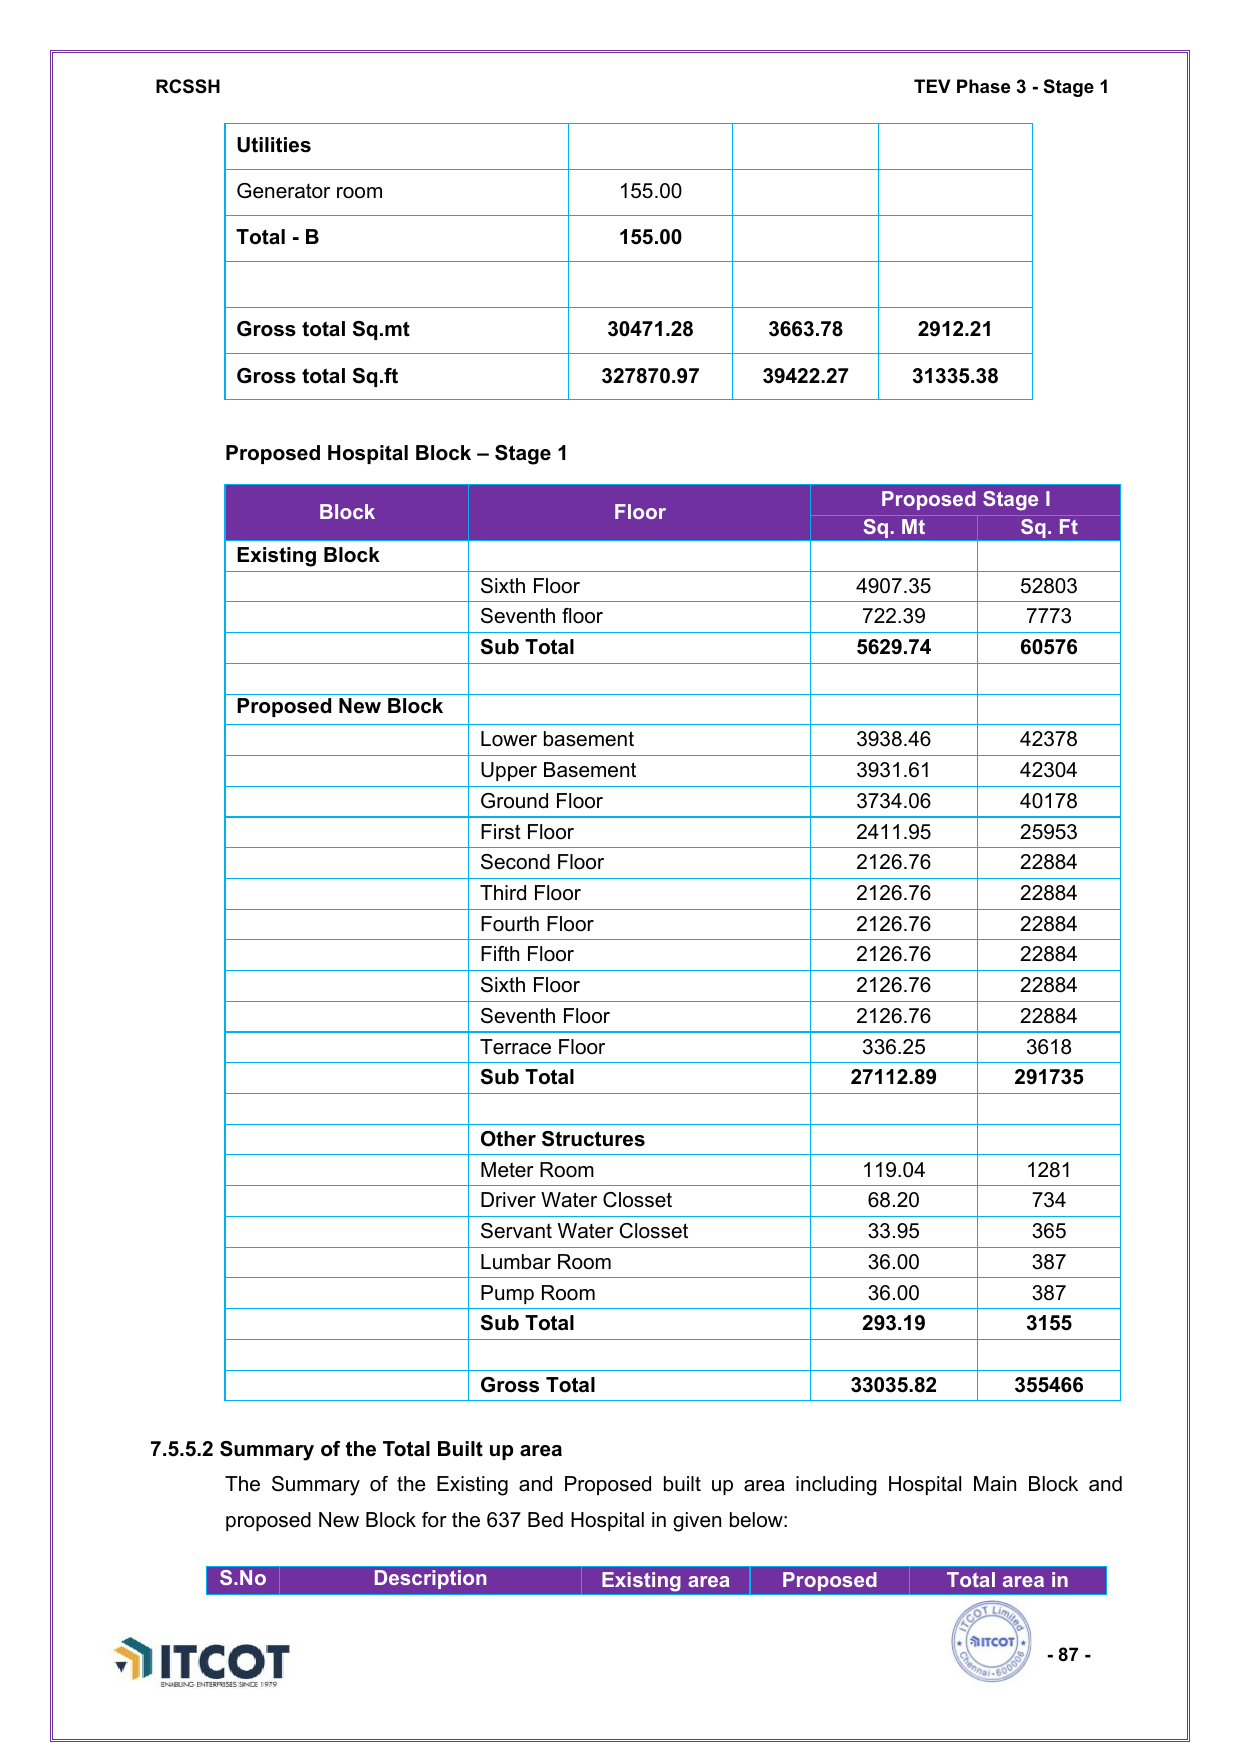 RCSSH TEV Phase 3 - Stage 1
Utilities
Generator room 155.00
Total - B 155.00
Gross total Sq.mt 30471.28 3663.78 2912.21
Gross total Sq.ft 327870.97 39422.27 31335.38
Proposed Hospital Block – Stage 1
Block Floor Proposed Stage I
Sq. Mt Sq. Ft
Existing Block
Sixth Floor 4907.35 52803
Seventh floor 722.39 7773
Sub Total 5629.74 60576
Proposed New Block
Lower basement 3938.46 42378
Upper Basement 3931.61 42304
Ground Floor 3734.06 40178
First Floor 2411.95 25953
Second Floor 2126.76 22884
Third Floor 2126.76 22884
Fourth Floor 2126.76 22884
Fifth Floor 2126.76 22884
Sixth Floor 2126.76 22884
Seventh Floor 2126.76 22884
Terrace Floor 336.25 3618
Sub Total 27112.89 291735
Other Structures
Meter Room 119.04 1281
Driver Water Closset 68.20 734
Servant Water Closset 33.95 365
Lumbar Room 36.00 387
Pump Room 36.00 387
Sub Total 293.19 3155
Gross Total 33035.82 355466
7.5.5.2 Summary of the Total Built up area
The Summary of the Existing and Proposed built up area including Hospital Main Block and
proposed New Block for the 637 Bed Hospital in given below:
S.No Description Existing area Proposed Total area in
ITCOT
ENABLING ENTERPRISES SINCE 1979
ITCOT Limited
ITCOT
Chennai-600006
- 87 -